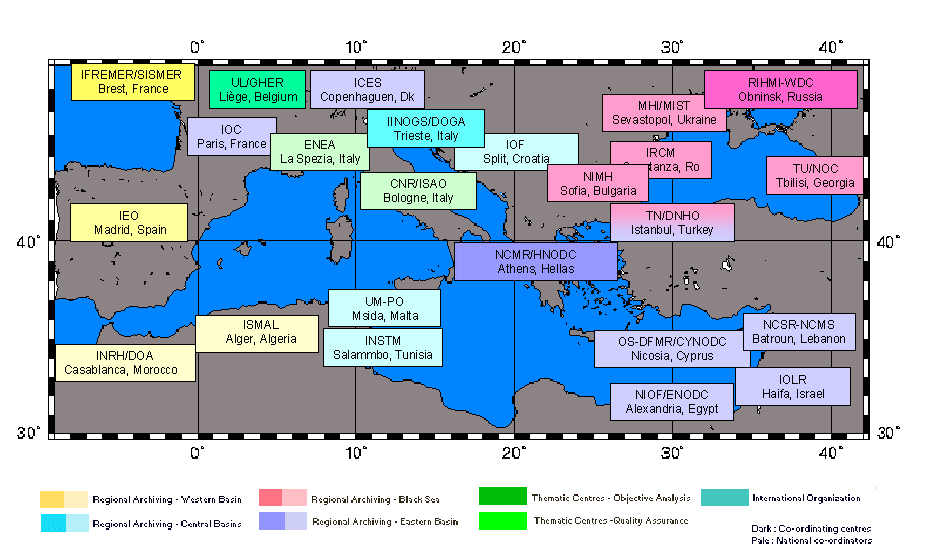 0° 10° 20° 30° 40°
IFREMER/SISMER
Brest, France
UL/GHER
Liège, Belgium
ICES
Copenhaguen, Dk
RIHMI-WDC
Obninsk, Russia
MHI/MIST
Sevastopol, Ukraine
IOC
Paris, France
IINOGS/DOGA
Trieste, Italy
ENEA
La Spezia, Italy
IOF
Split, Croatia
IRCM
tanza, Ro
TU/NOC
Tbilisi, Georgia
CNR/ISAO
Bologne, Italy
NIMH
Sofia, Bulgaria
IEO
Madrid, Spain
TN/DNHO
Istanbul, Turkey
40° 40°
NCMR/HNODC
Athens, Hellas
UM-PO
Msida, Malta
ISMAL
Alger, Algeria
INSTM
Salammbo, Tunisia
NCSR-NCMS
Batroun, Lebanon
OS-DFMR/CYNODC
Nicosia, Cyprus
INRH/DOA
Casablanca, Morocco
IOLR
Haifa, Israel
NIOF/ENODC
Alexandria, Egypt
30° 30°
0° 10° 20° 30° 40°
Regional Archiving - Western Basin
Regional Archiving - Black Sea
Thematic Centres - Objective Analysis
International Organization
Regional Archiving - Central Basins
Regional Archiving - Eastern Basin
Thematic Centres -Quality Assurance
Dark : Co-ordinating centres
Pale : National co-ordinators